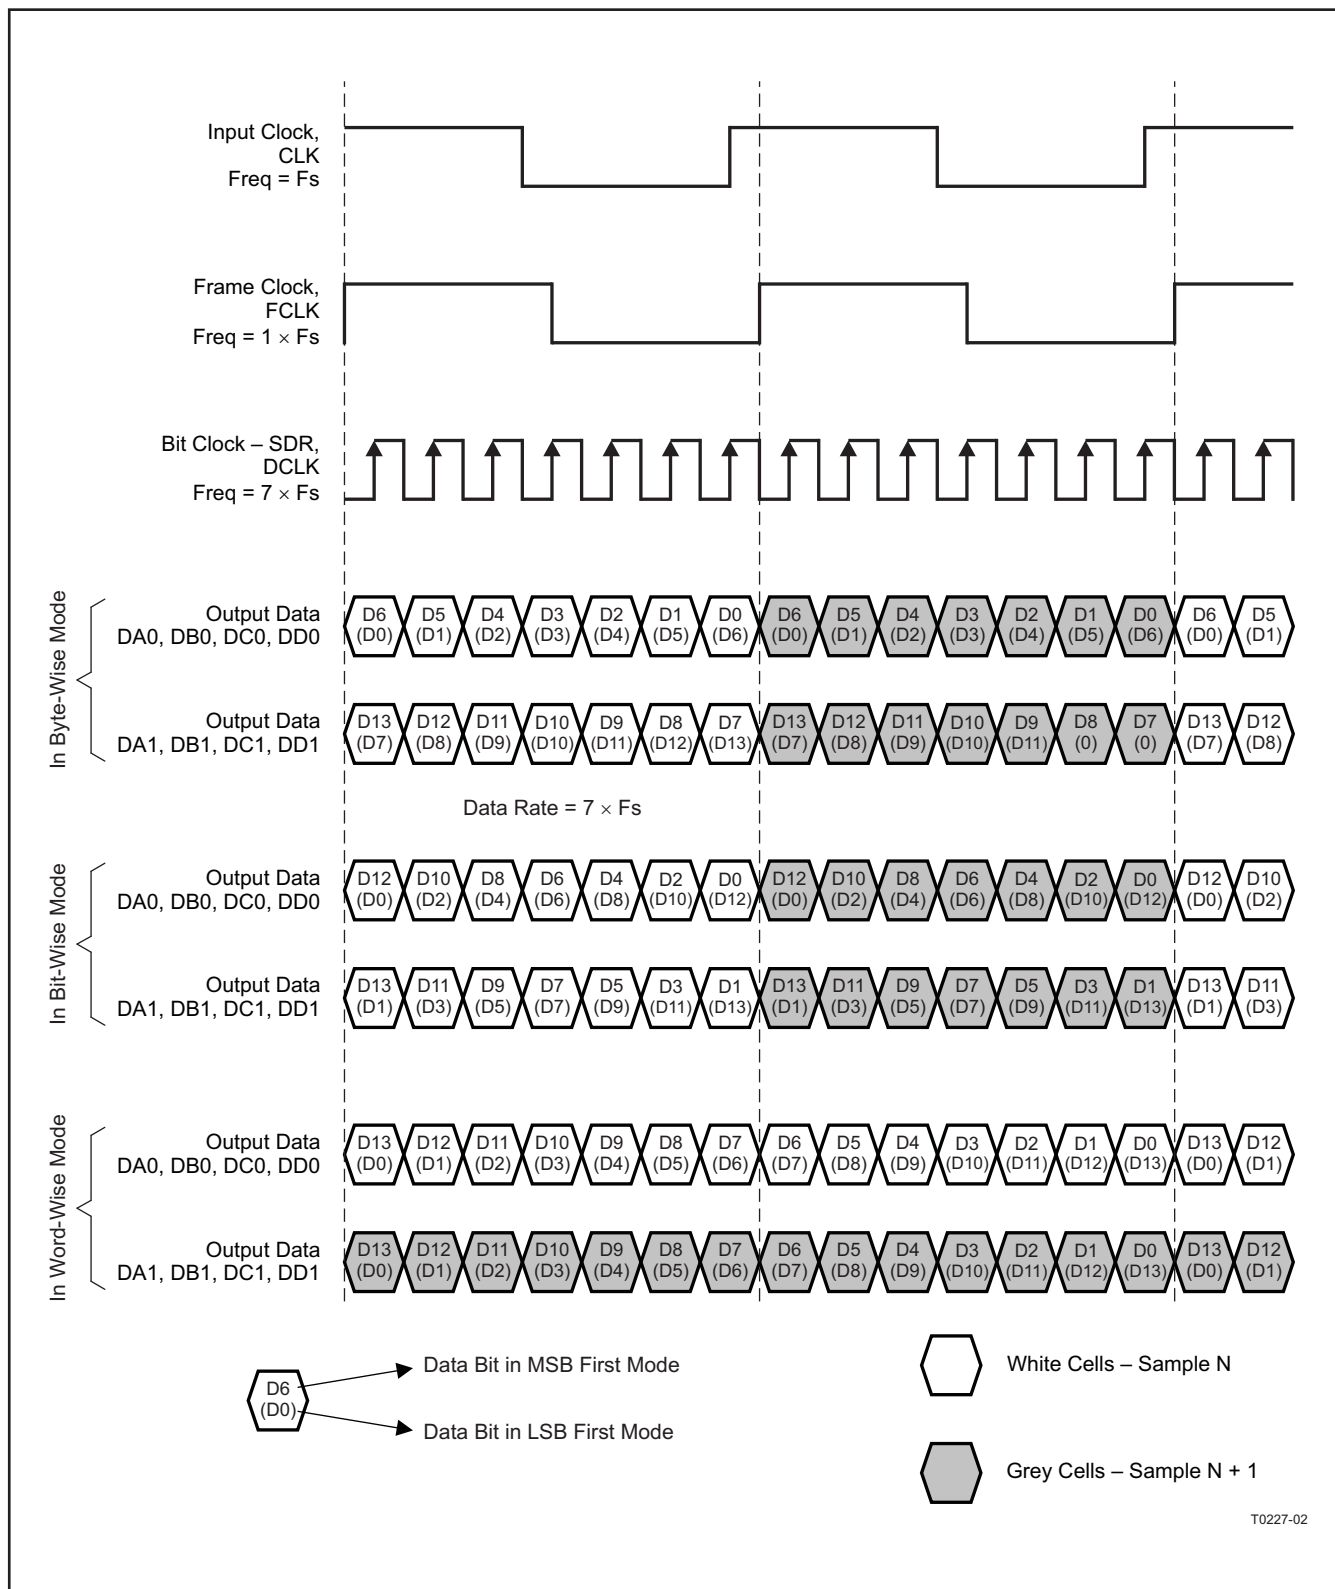 Input Clock,
CLK
Freq = Fs
Frame Clock,
FCLK
Freq = 1 × Fs
Bit Clock – SDR,
DCLK
Freq = 7 × Fs
In Byte-Wise Mode
Output Data
DA0, DB0, DC0, DD0
D6 D5 D4 D3 D2 D1 D0 D6 D5 D4 D3 D2 D1 D0 D6 D5
(D0) (D1) (D2) (D3) (D4) (D5) (D6) (D0) (D1) (D2) (D3) (D4) (D5) (D6) (D0) (D1)
Output Data
DA1, DB1, DC1, DD1
D13 D12 D11 D10 D9 D8 D7 D13 D12 D11 D10 D9 D8 D7 D13 D12
(D7) (D8) (D9) (D10) (D11) (D12) (D13) (D7) (D8) (D9) (D10) (D11) (0) (0) (D7) (D8)
Data Rate = 7 × Fs
In Bit-Wise Mode
Output Data
DA0, DB0, DC0, DD0
D12 D10 D8 D6 D4 D2 D0 D12 D10 D8 D6 D4 D2 D0 D12 D10
(D0) (D2) (D4) (D6) (D8) (D10) (D12) (D0) (D2) (D4) (D6) (D8) (D10) (D12) (D0) (D2)
Output Data
DA1, DB1, DC1, DD1
D13 D11 D9 D7 D5 D3 D1 D13 D11 D9 D7 D5 D3 D1 D13 D11
(D1) (D3) (D5) (D7) (D9) (D11) (D13) (D1) (D3) (D5) (D7) (D9) (D11) (D13) (D1) (D3)
In Word-Wise Mode
Output Data
DA0, DB0, DC0, DD0
D13 D12 D11 D10 D9 D8 D7 D6 D5 D4 D3 D2 D1 D0 D13 D12
(D0) (D1) (D2) (D3) (D4) (D5) (D6) (D7) (D8) (D9) (D10) (D11) (D12) (D13) (D0) (D1)
Output Data
DA1, DB1, DC1, DD1
D13 D12 D11 D10 D9 D8 D7 D6 D5 D4 D3 D2 D1 D0 D13 D12
(D0) (D1) (D2) (D3) (D4) (D5) (D6) (D7) (D8) (D9) (D10) (D11) (D12) (D13) (D0) (D1)
D6
(D0)
Data Bit in MSB First Mode
Data Bit in LSB First Mode
White Cells – Sample N
Grey Cells – Sample N + 1
T0227-02